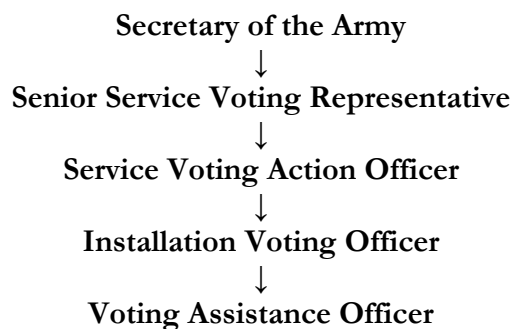 Secretary of the Army
↓
Senior Service Voting Representative
↓
Service Voting Action Officer
↓
Installation Voting Officer
↓
Voting Assistance Officer